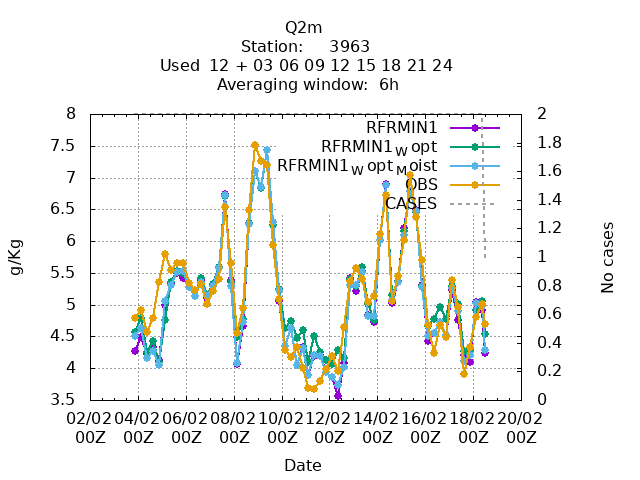 Q2m
Station: 3963
Used 12 + 03 06 09 12 15 18 21 24
Averaging window: 6h
RFRMIN1
RFRMIN1Wopt
RFRMIN1WoptMoist
OBS
CASES
8
7.5
7
6.5
6
5.5
5
4.5
4
3.5
g/Kg
2
1.8
1.6
1.4
1.2
1
0.8
0.6
0.4
0.2
0
No cases
02/02 04/02 06/02 08/02 10/02 12/02 14/02 16/02 18/02 20/02
00Z 00Z 00Z 00Z 00Z 00Z 00Z 00Z 00Z 00Z
Date